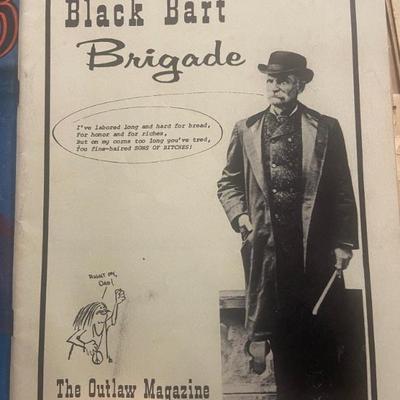 Black Bart
Brigade
I've labored long and hard for bread,
For honor and for riches,
But on my corns too long you've tred,
You fine-haired SONS OF BITCHES!
RIGHT ON,
DAD!
The Outlaw Magazine